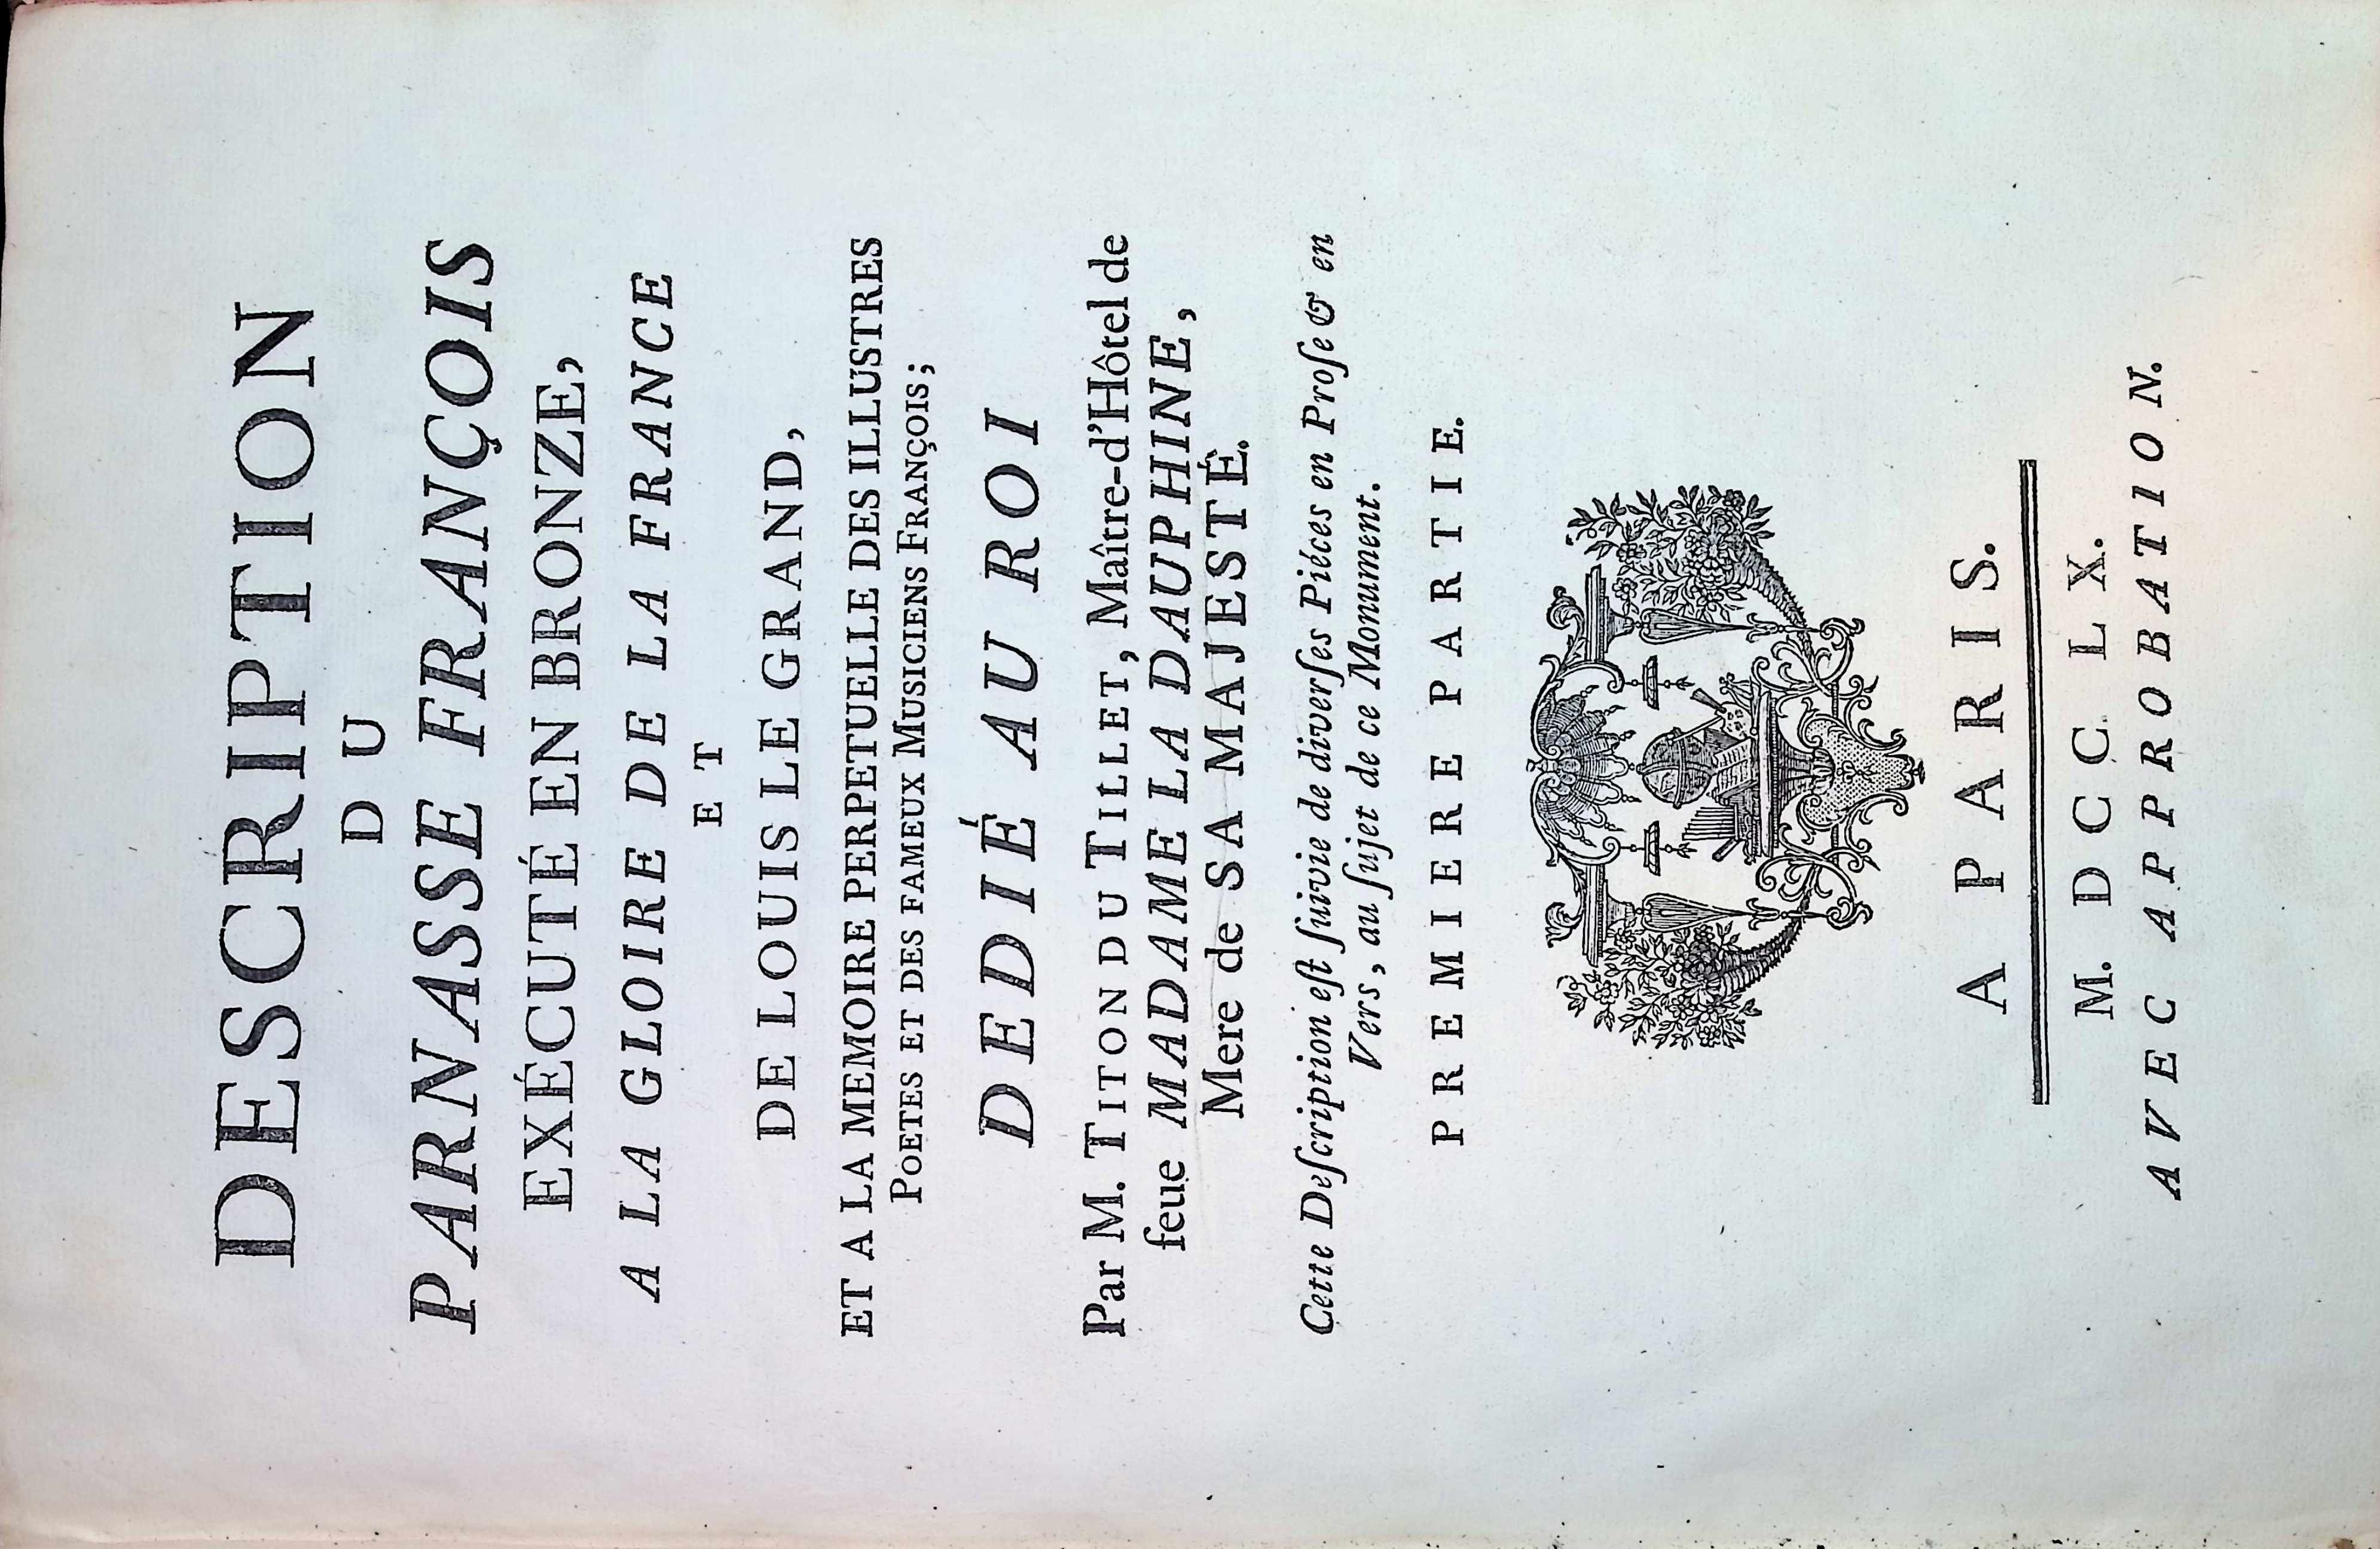 DESCRIPTION
DU
PARNASSE FRANÇOIS
EXÉCUTÉ EN BRONZE,
A LA GLOIRE DE LA FRANCE
ET
DE LOUIS LE GRAND,
ET A LA MEMOIRE PERPETUELLE DES ILLUSTRES
POETES ET DES FAMEUX MUSICIENS FRANÇOIS;
DEDIÉ AU ROI
Par M. TITON DU TILLET, Maître-d'Hôtel de
feue MADAME LA DAUPHINE,
Mere de SA MAJESTÉ.
Cette Deſcription eſt ſuivie de diverſes Piéces en Proſe & en
Vers, au ſujet de ce Monument.
PREMIERE PARTIE.
A PARIS.
M. DCC. LX.
AVEC APPROBATION.